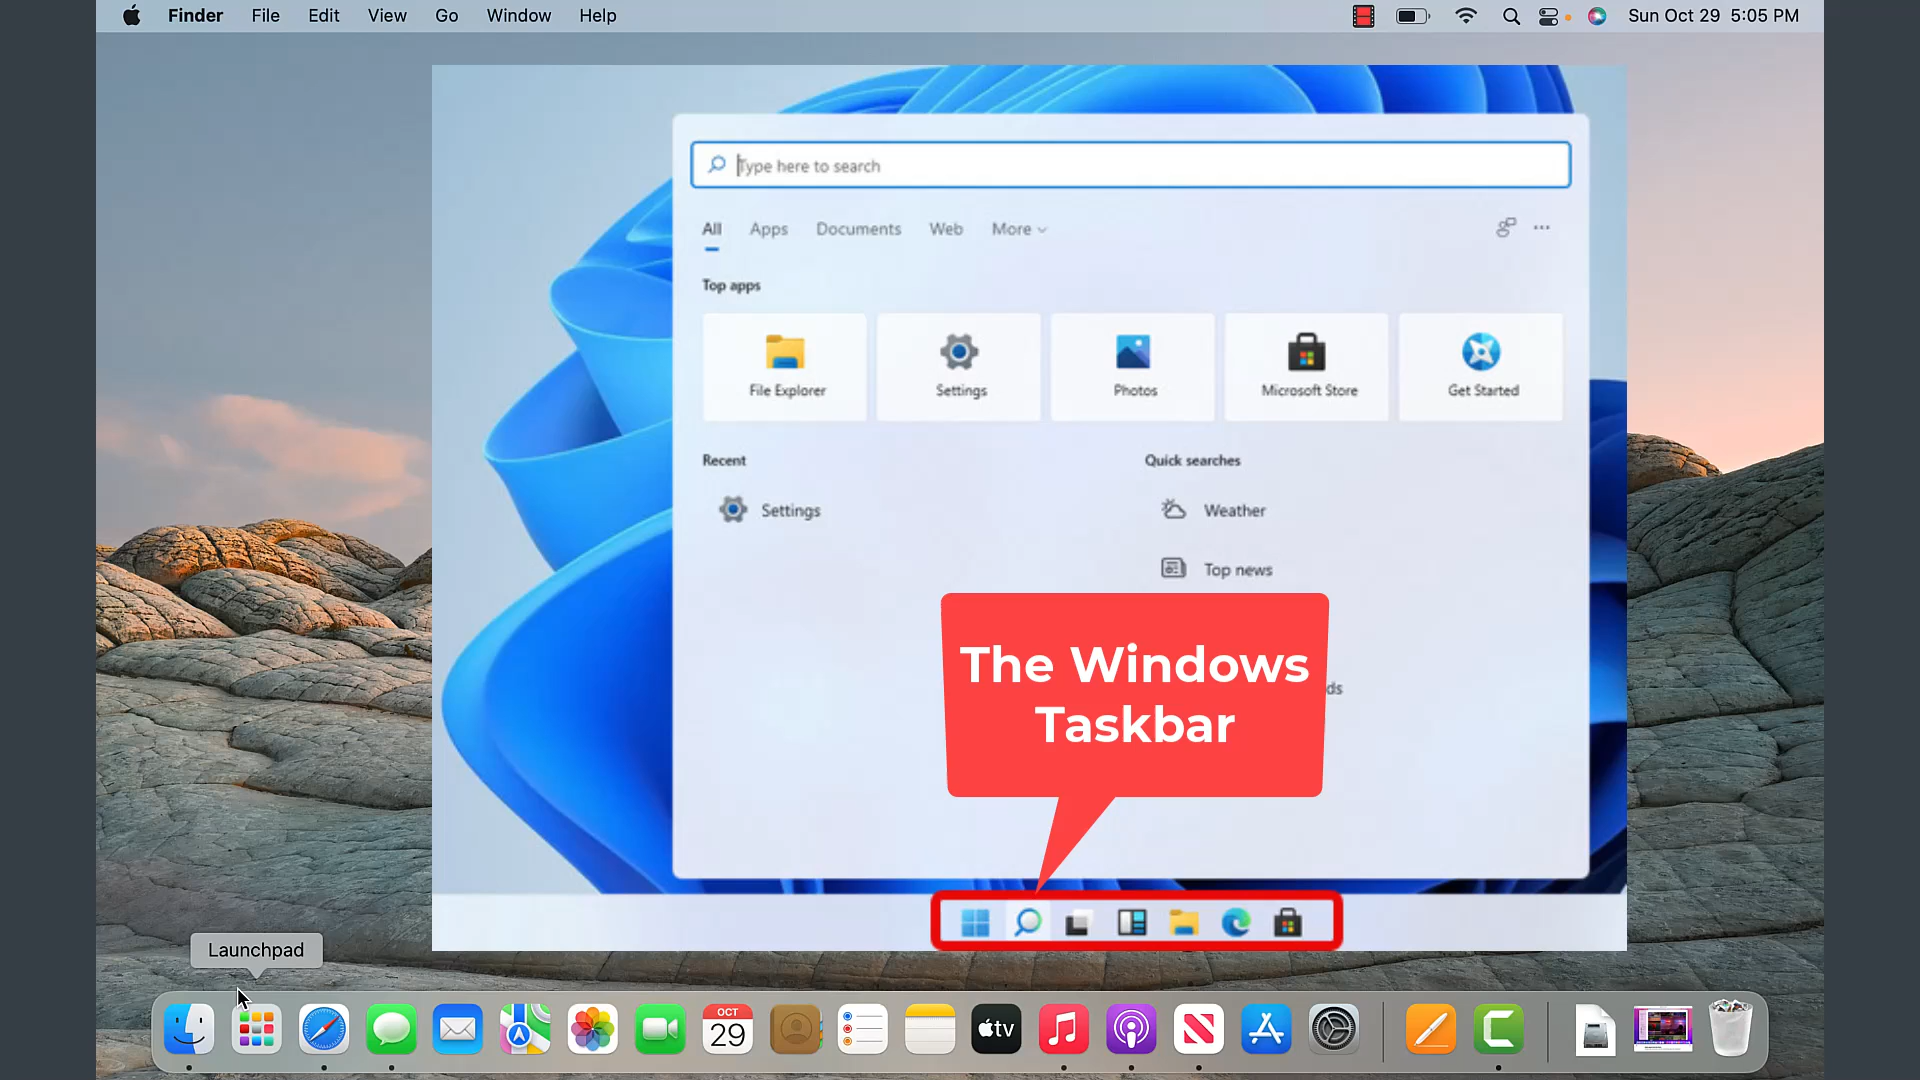 Finder File Edit View Go Window Help Sun Oct 29 5:05 PM
Type here to search
All Apps Documents Web More
Top apps
File Explorer Settings Photos Microsoft Store Get Started
Recent Quick searches
Settings Weather
Top news
The Windows
Taskbar
ds
Launchpad
OCT
29
tv